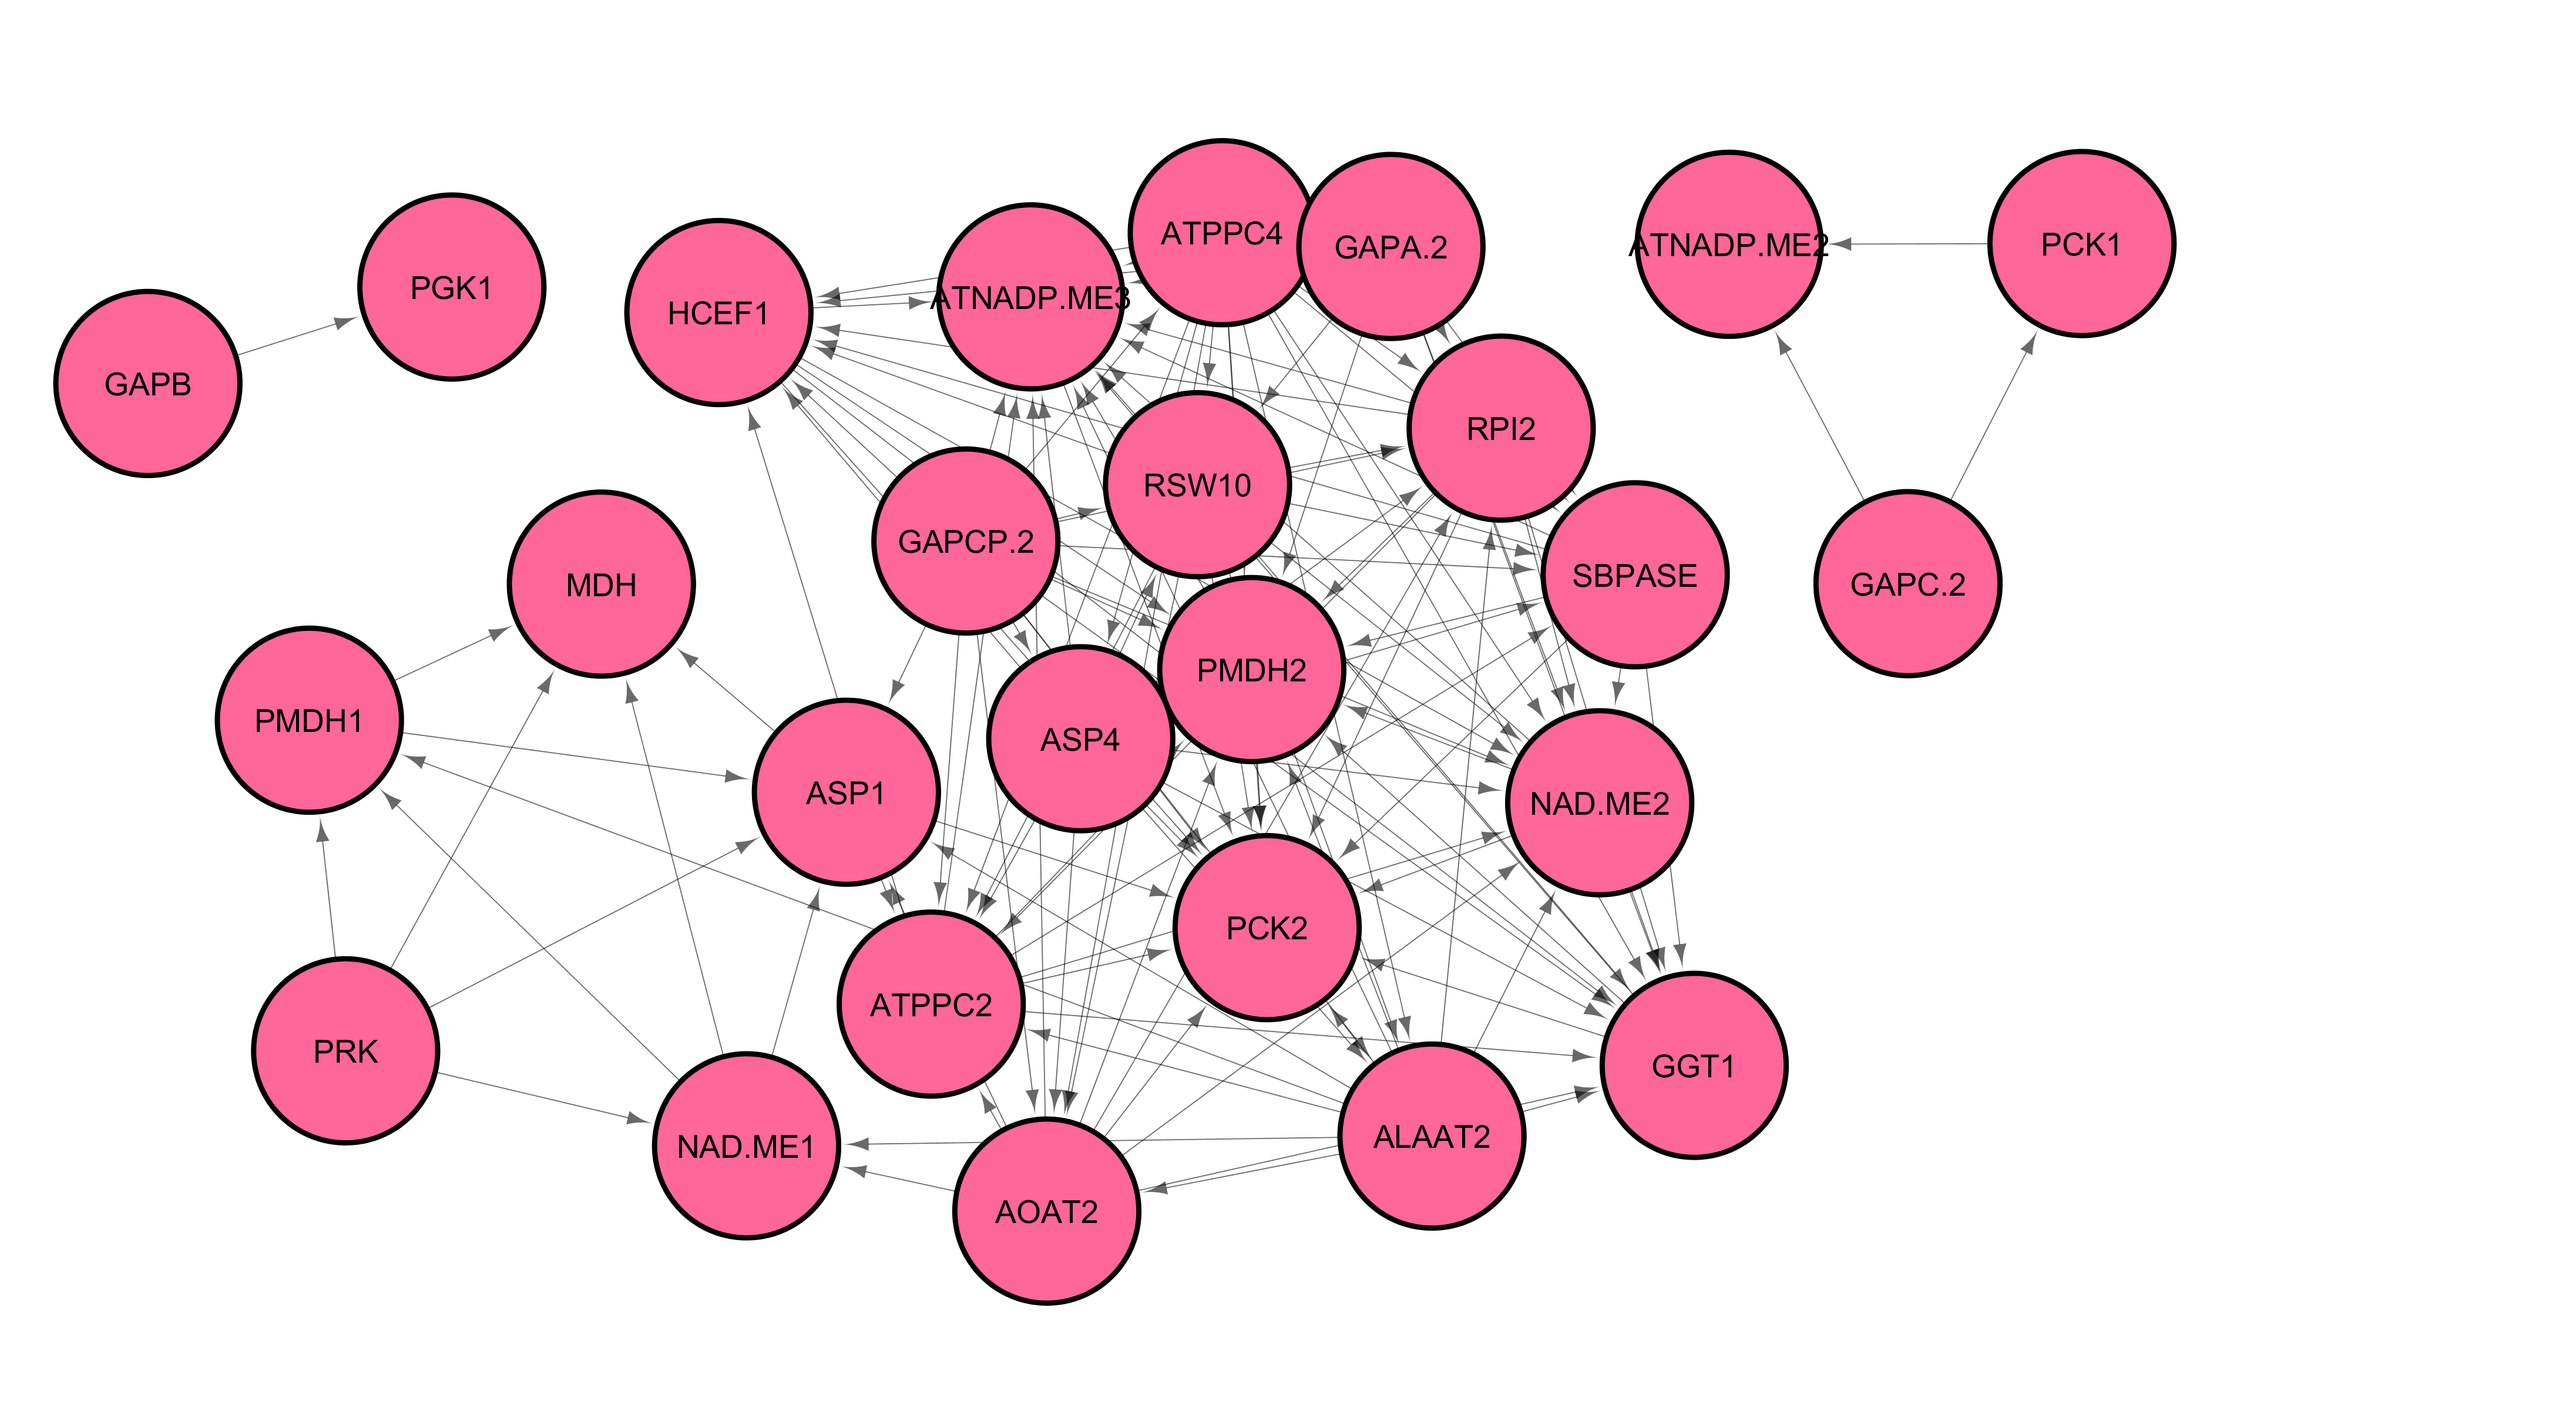 ATPPC4
GAPA.2
ATNADP.ME2
PCK1
PGK1
ATNADP.ME3
HCEF1
GAPB
RPI2
RSW10
GAPCP.2
SBPASE
MDH
GAPC.2
PMDH2
PMDH1
ASP4
ASP1
NAD.ME2
PCK2
ATPPC2
PRK
GGT1
NAD.ME1
ALAAT2
AOAT2